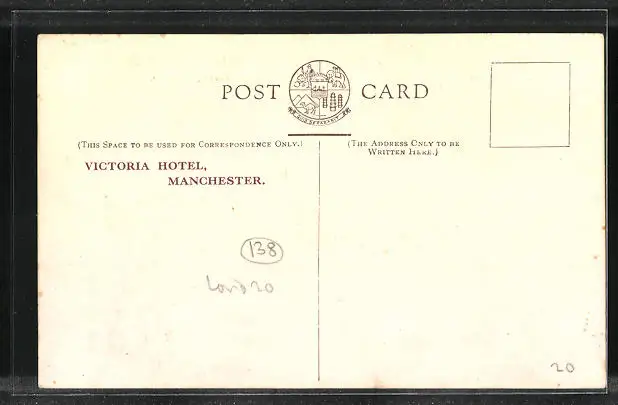 POST CARD
(THIS SPACE TO BE USED FOR CORRESPONDENCE ONLY.)
(THE ADDRESS ONLY TO BE
WRITTEN HERE.)
VICTORIA HOTEL,
MANCHESTER.
138
20